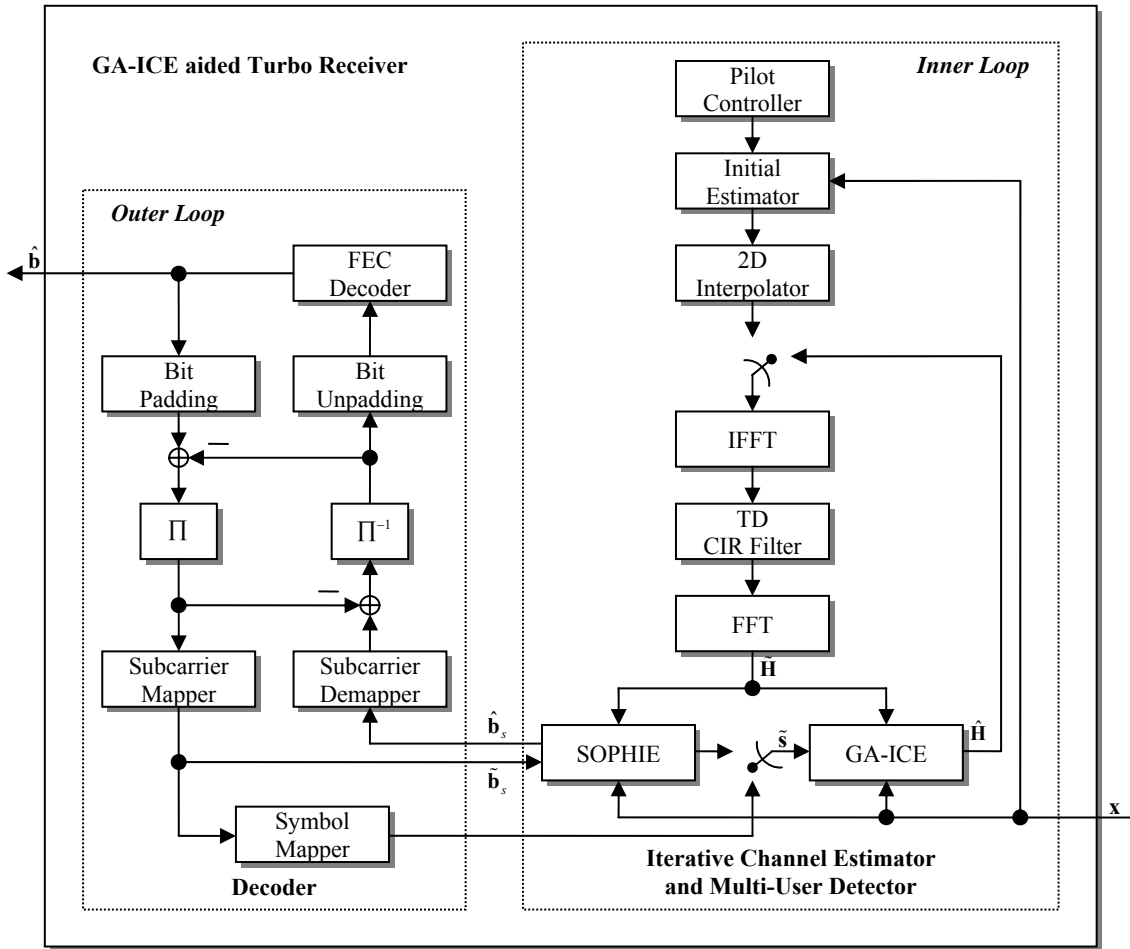 GA-ICE aided Turbo Receiver
Inner Loop
Pilot
Controller
Initial
Estimator
2D
Interpolator
IFFT
TD
CIR Filter
FFT
H̃
SOPHIE
s̃
GA-ICE
Ĥ
x
Iterative Channel Estimator
and Multi-User Detector
Outer Loop
b̂
FEC
Decoder
Bit
Padding
Bit
Unpadding
−
∏
∏⁻¹
−
Subcarrier
Mapper
Subcarrier
Demapper
b̂ₛ
b̃ₛ
Symbol
Mapper
Decoder